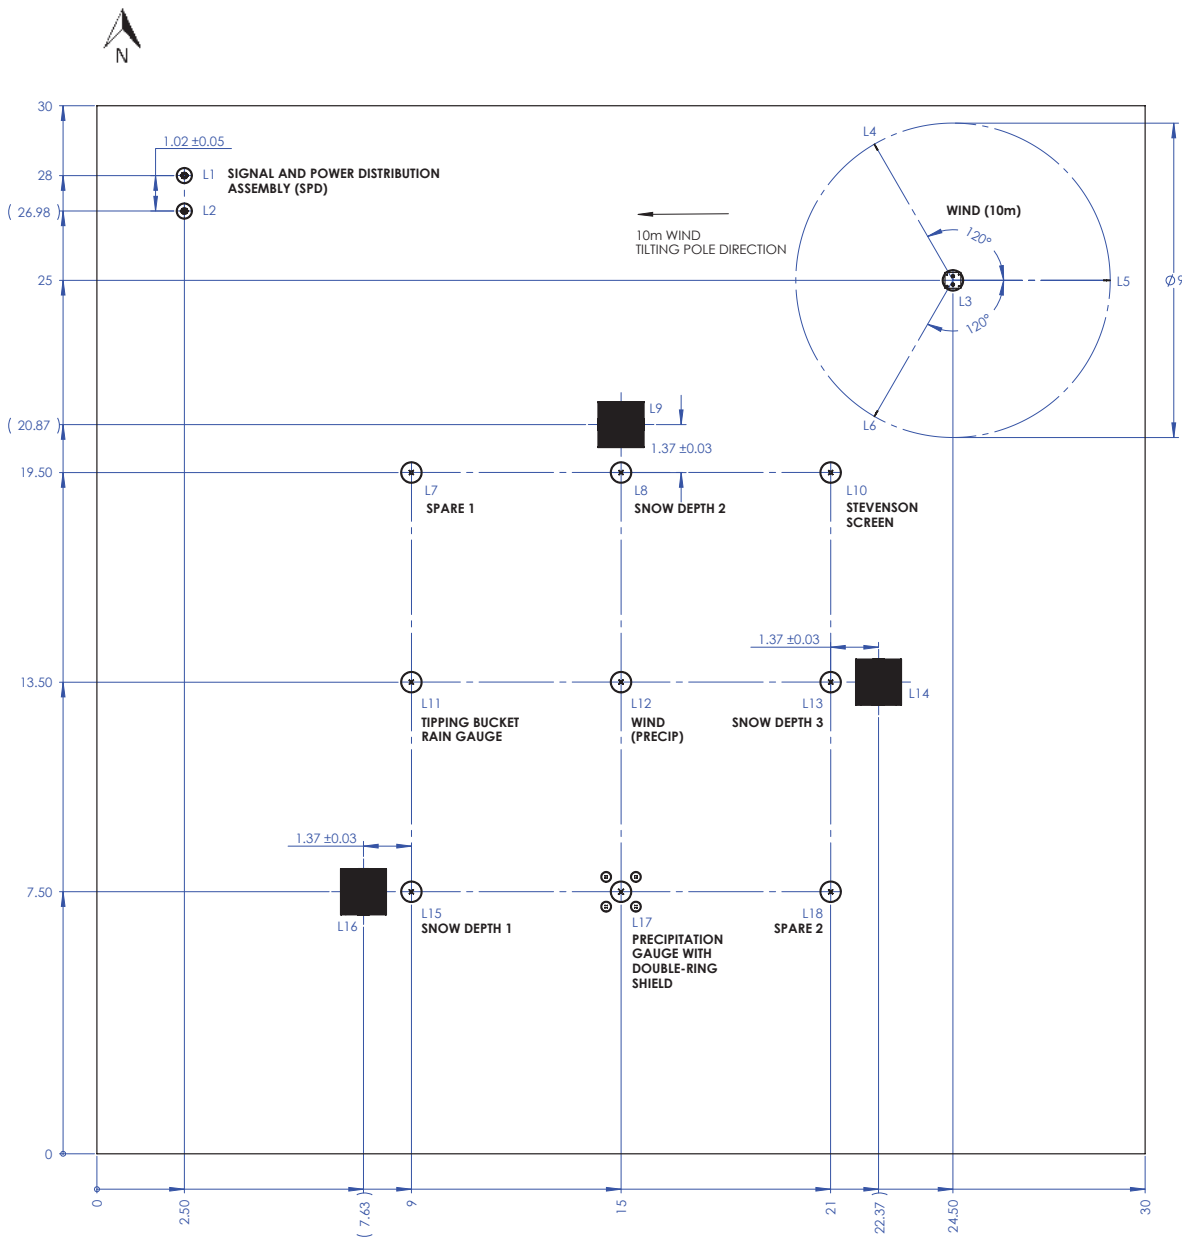 N
30
1.02 ±0.05
28
L1
SIGNAL AND POWER DISTRIBUTION
ASSEMBLY (SPD)
( 26.98 )
L2
10m WIND
TILTING POLE DIRECTION
L4
WIND (10m)
120°
25
L3
L5
120°
L6
( 20.87 )
L9
1.37 ±0.03
19.50
L7
SPARE 1
L8
SNOW DEPTH 2
L10
STEVENSON
SCREEN
1.37 ±0.03
13.50
L11
TIPPING BUCKET
RAIN GAUGE
L12
WIND
(PRECIP)
L13
SNOW DEPTH 3
L14
1.37 ±0.03
7.50
L16
L15
SNOW DEPTH 1
L17
PRECIPITATION
GAUGE WITH
DOUBLE-RING
SHIELD
L18
SPARE 2
0
0
2.50
( 7.63 )
9
15
21
22.37 )
24.50
30